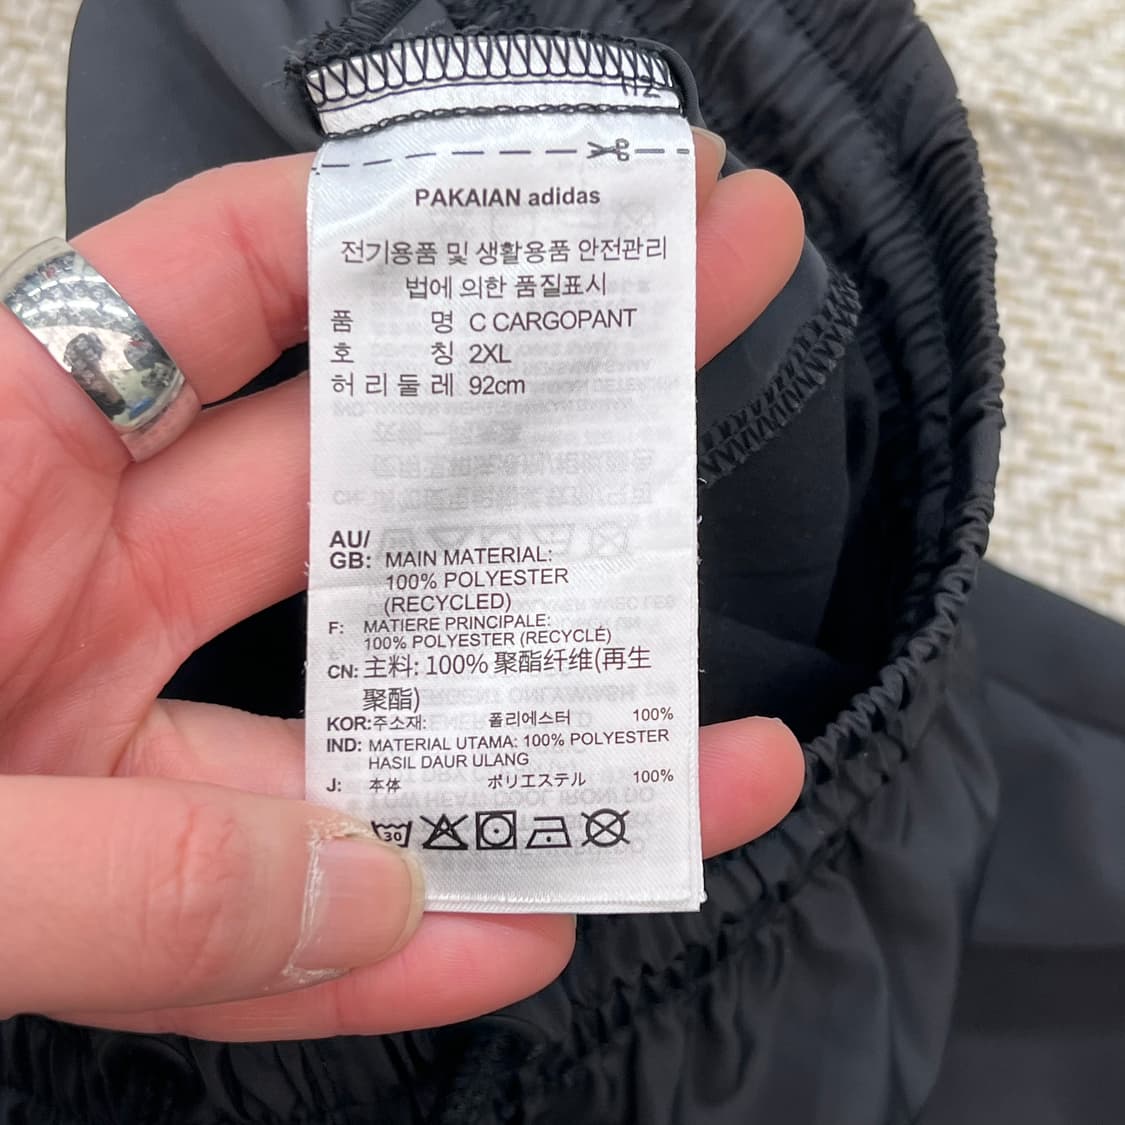 1/2
PAKAIAN adidas
전기용품 및 생활용품 안전관리
법에 의한 품질표시
품 명 C CARGOPANT
호 칭 2XL
허 리 둘 레 92cm
AU/
GB: MAIN MATERIAL:
100% POLYESTER
(RECYCLED)
F: MATIERE PRINCIPALE:
100% POLYESTER (RECYCLÉ)
CN: 主料: 100% 聚酯纤维(再生
聚酯)
KOR:주소재: 폴리에스터 100%
IND: MATERIAL UTAMA: 100% POLYESTER
HASIL DAUR ULANG
J: 本体 ポリエステル 100%
30